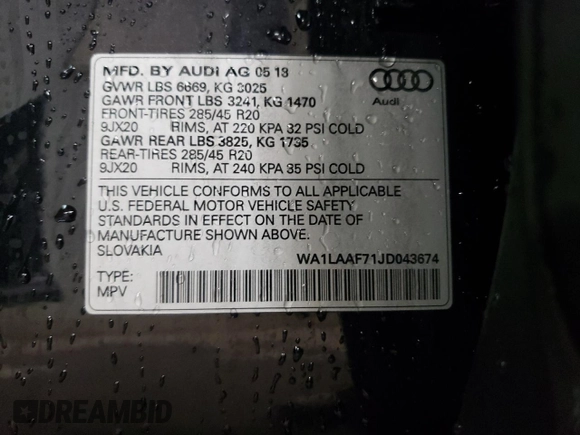 MFD. BY AUDI AG 05 18
GVWR LBS 6669, KG 3025
GAWR FRONT LBS 3241, KG 1470
FRONT-TIRES 285/45 R20
9JX20 RIMS, AT 220 KPA 32 PSI COLD
GAWR REAR LBS 3825, KG 1735
REAR-TIRES 285/45 R20
9JX20 RIMS, AT 240 KPA 35 PSI COLD
Audi
THIS VEHICLE CONFORMS TO ALL APPLICABLE
U.S. FEDERAL MOTOR VEHICLE SAFETY
STANDARDS IN EFFECT ON THE DATE OF
MANUFACTURE SHOWN ABOVE.
SLOVAKIA WA1LAAF71JD043674
TYPE:
MPV
DREAMBID